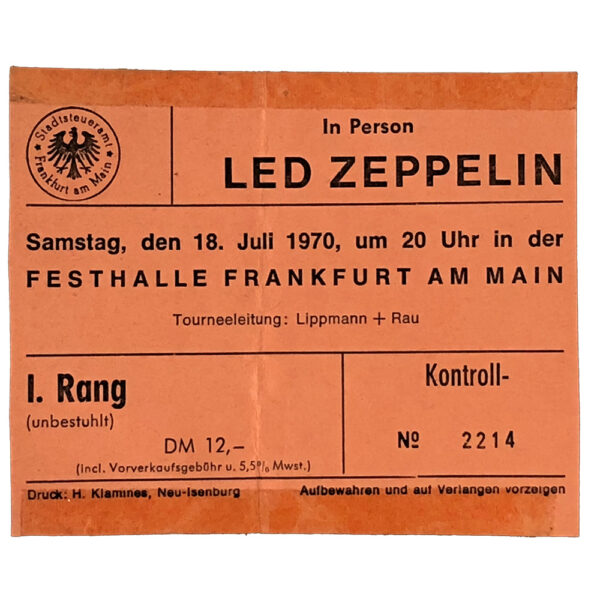 Stadtsteueramt
Frankfurt am Main
In Person
LED ZEPPELIN
Samstag, den 18. Juli 1970, um 20 Uhr in der
FESTHALLE FRANKFURT AM MAIN
Tourneeleitung: Lippmann + Rau
I. Rang
(unbestuhlt)
DM 12,–
(incl. Vorverkaufsgebühr u. 5,5% Mwst.)
Kontroll-
Nº 2214
Druck: H. Klamines, Neu-Isenburg
Aufbewahren und auf Verlangen vorzeigen